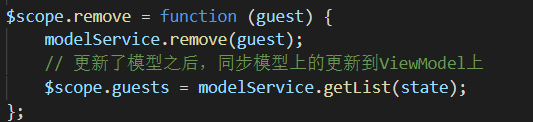 $scope.remove = function (guest) {
    modelService.remove(guest);
    // 更新了模型之后，同步模型上的更新到ViewModel上
    $scope.guests = modelService.getList(state);
};